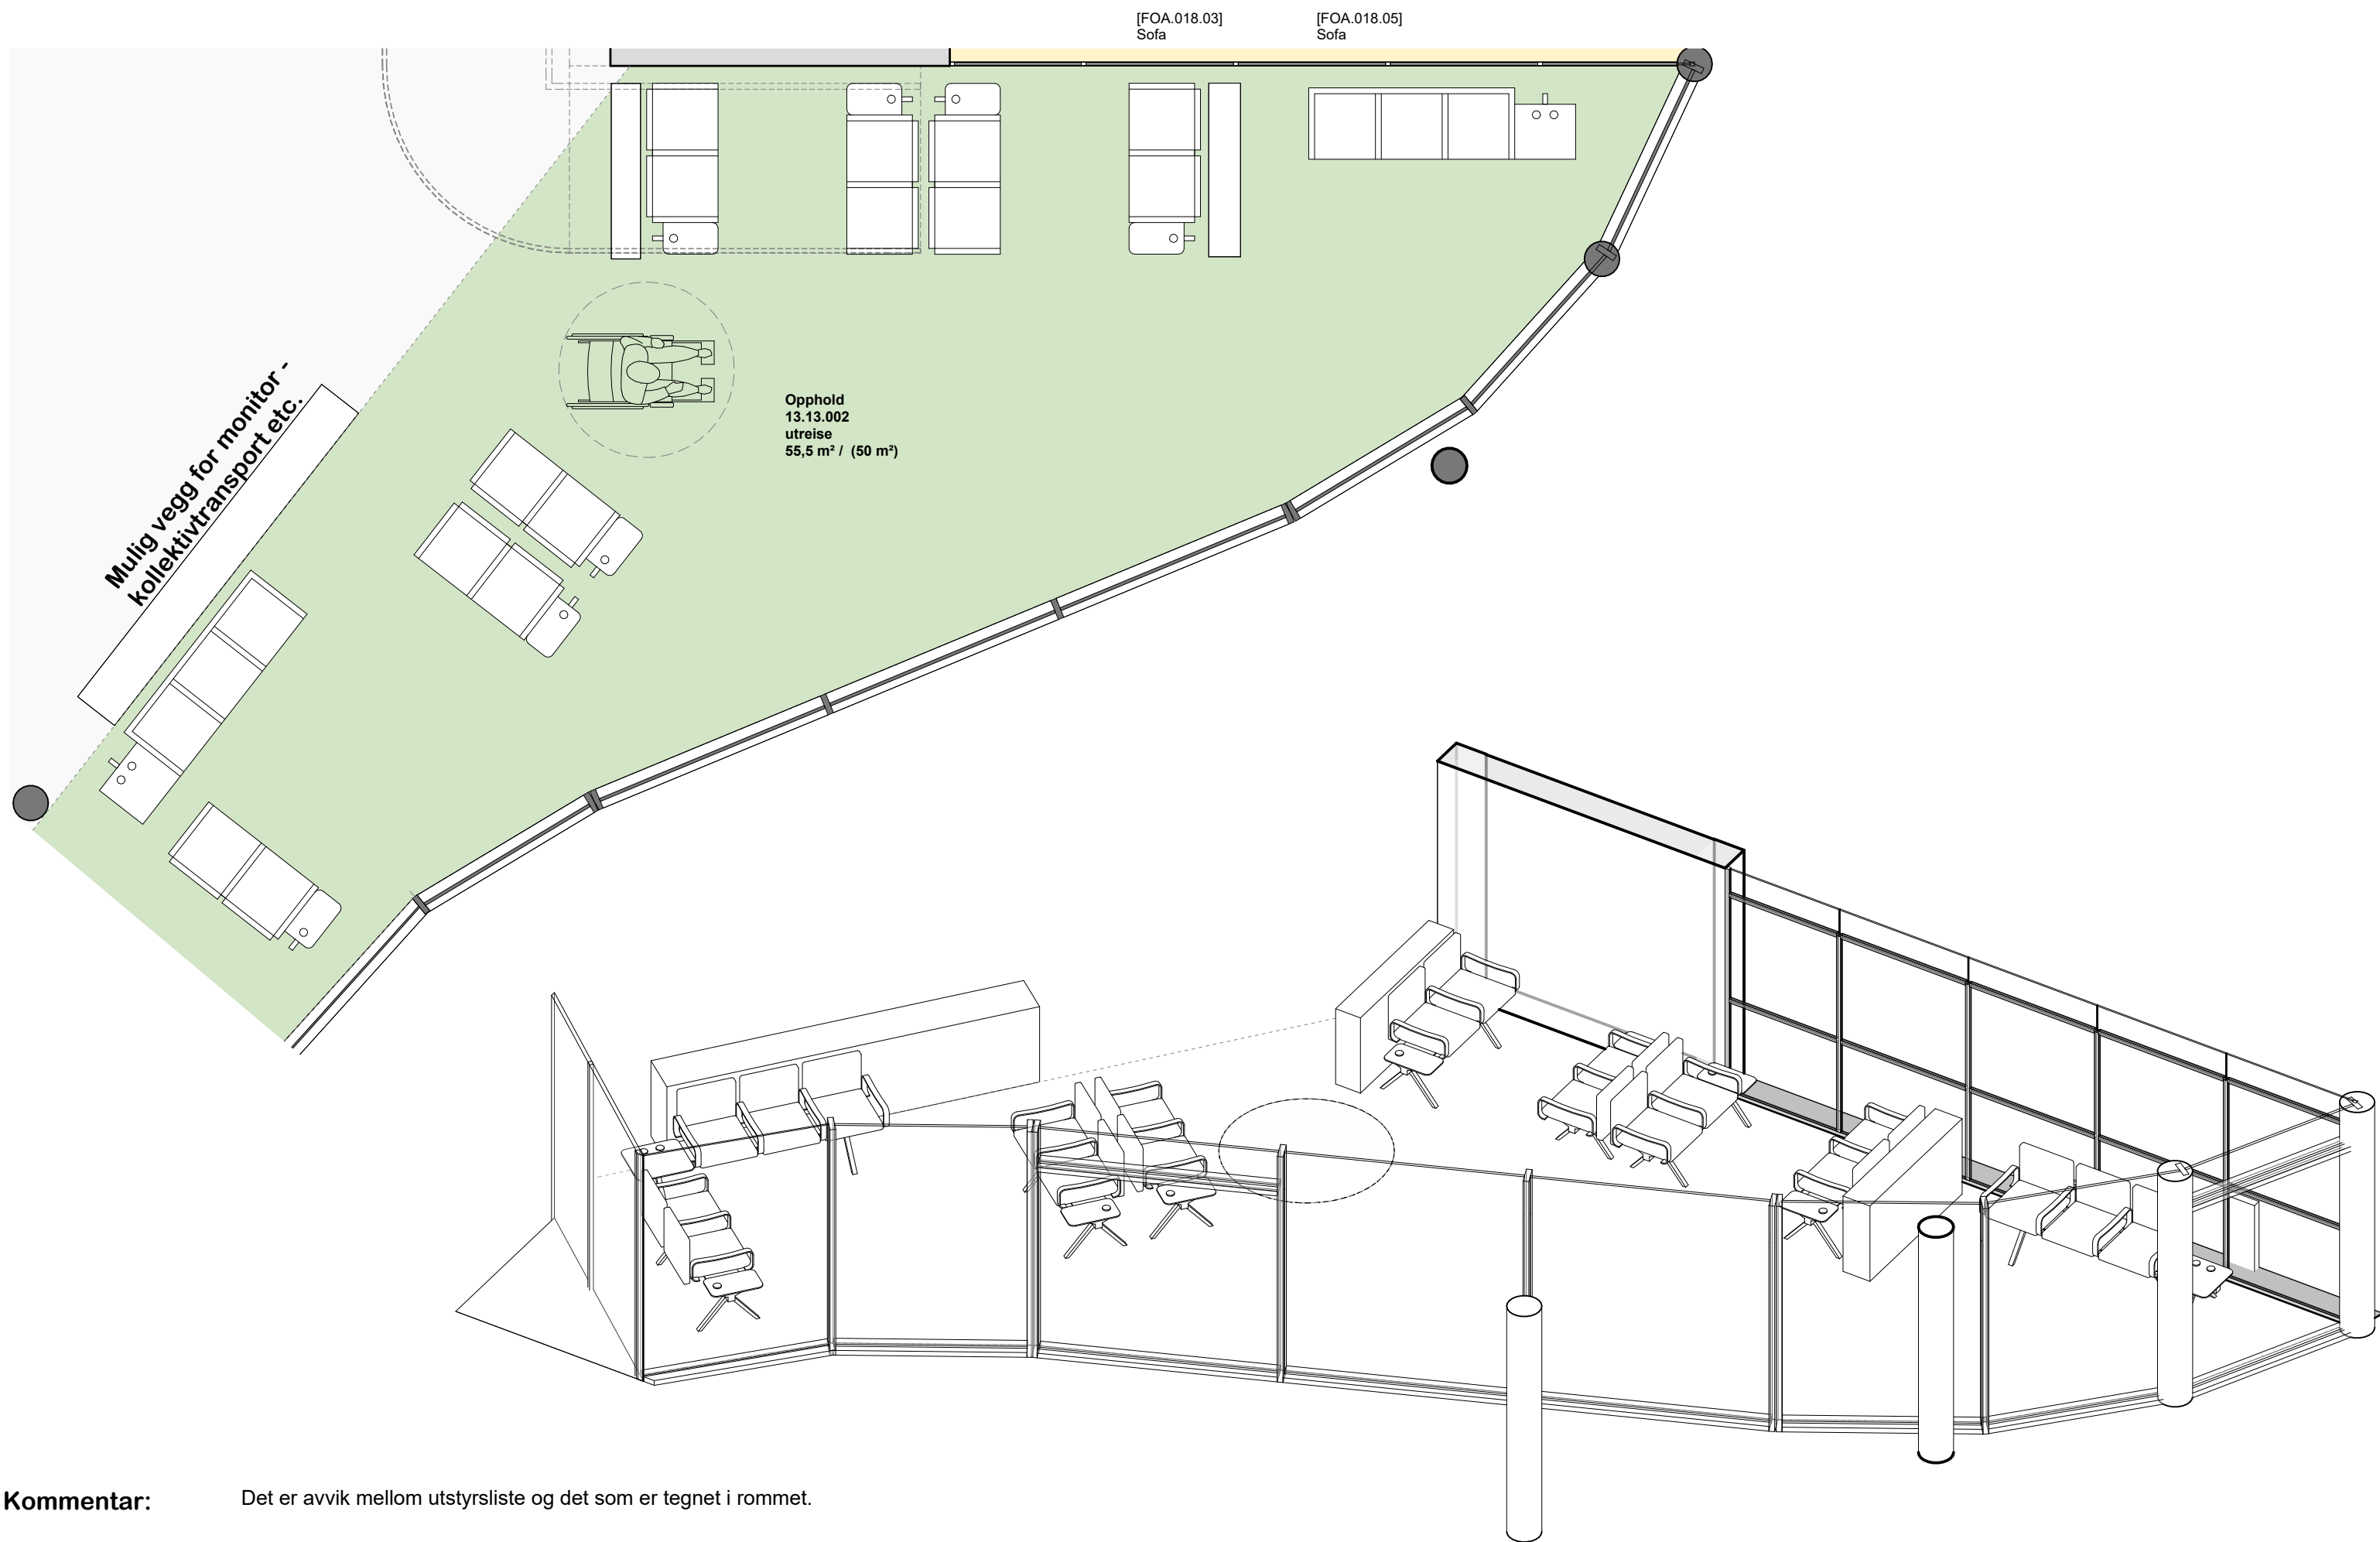 [FOA.018.03]
Sofa
[FOA.018.05]
Sofa
Mulig vegg for monitor -
kollektivtransport etc.
Opphold
13.13.002
utreise
55,5 m² / (50 m²)
Kommentar:
Det er avvik mellom utstyrsliste og det som er tegnet i rommet.